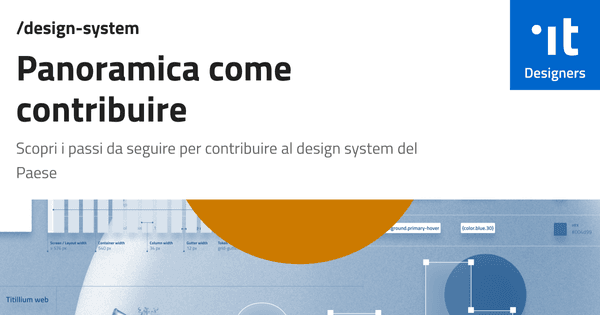 /design-system
it
Designers
Panoramica come
contribuire
Scopri i passi da seguire per contribuire al design system del
Paese
ground.primary-hover
{color.blue.30}
Screen / Layout width
Container width
Column width
Gutter width
Titillium web